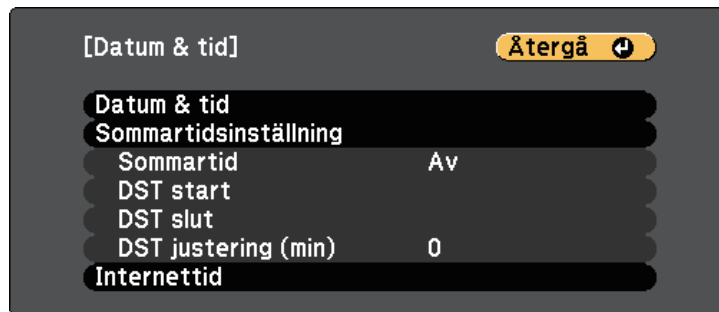 [Datum & tid] Återgå
Datum & tid
Sommartidsinställning
Sommartid Av
DST start
DST slut
DST justering (min) 0
Internettid